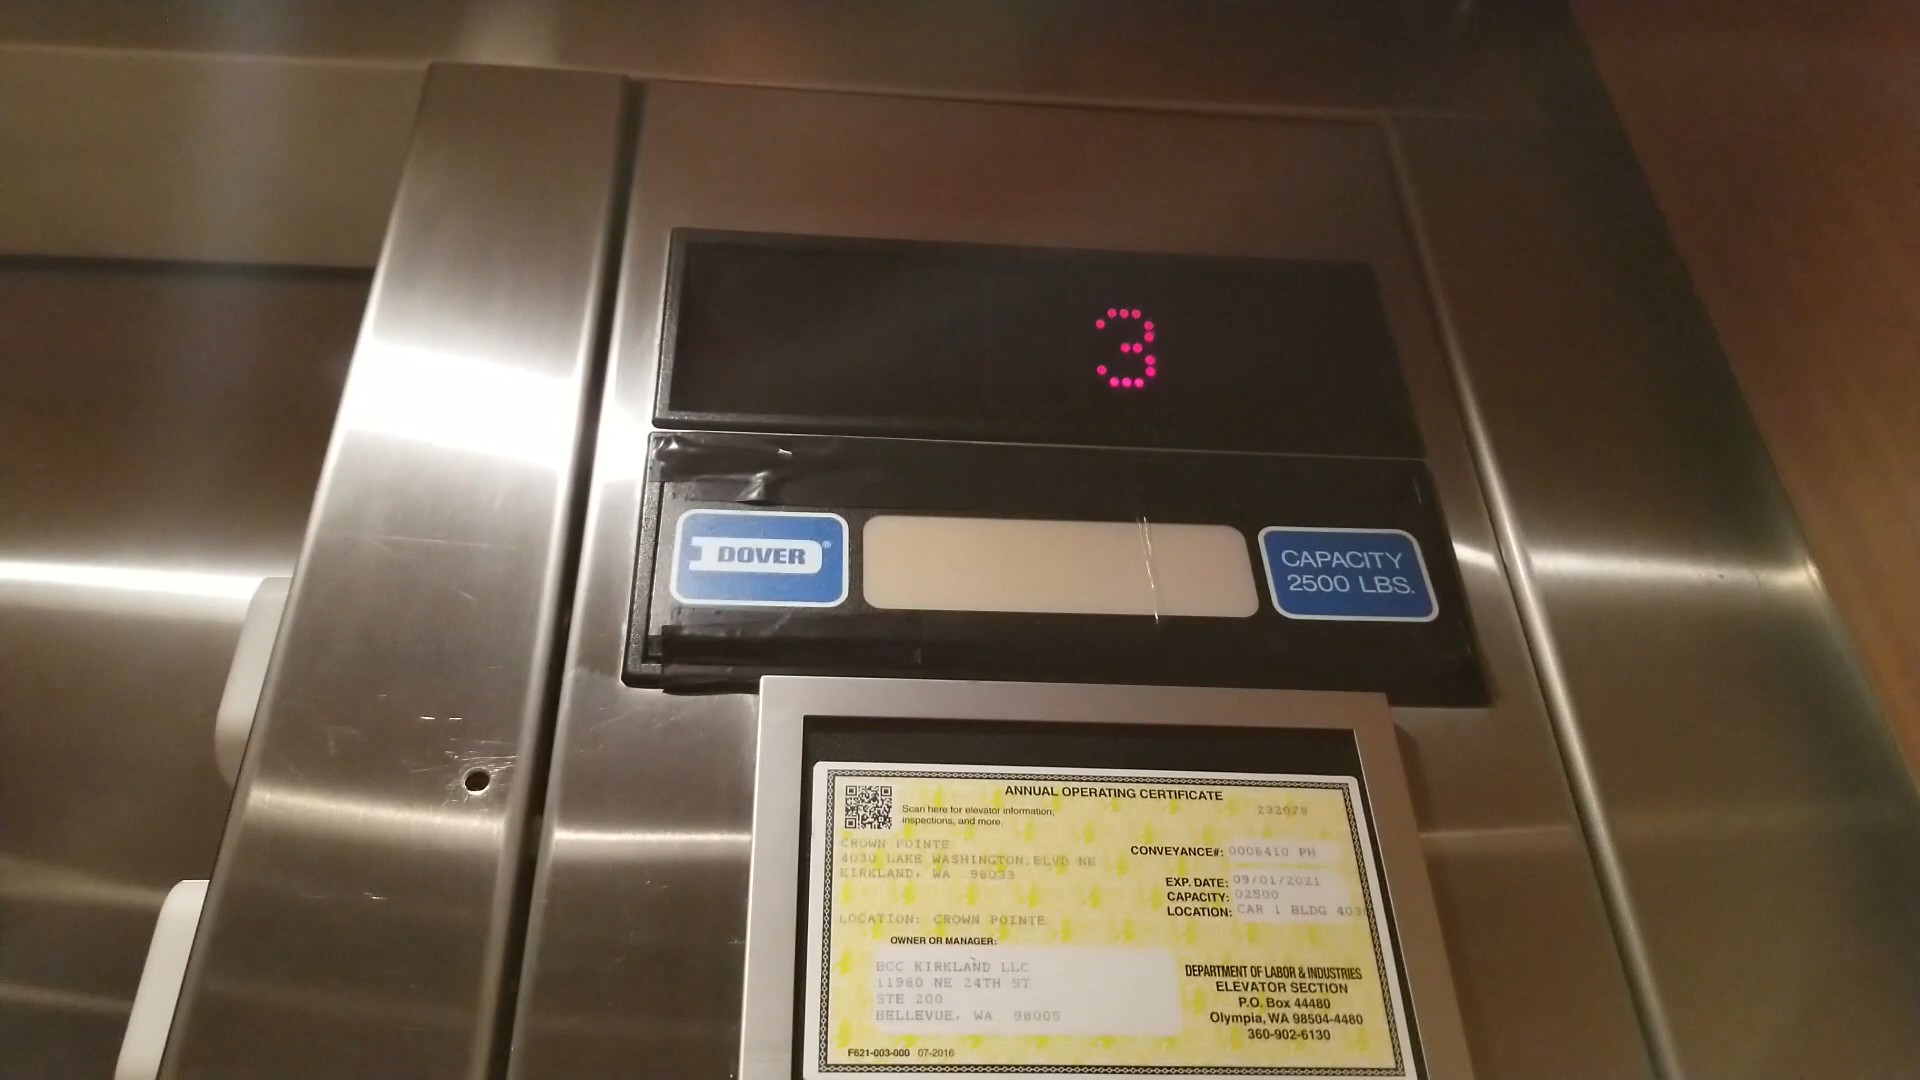 3
DOVER®
CAPACITY
2500 LBS.
ANNUAL OPERATING CERTIFICATE
232079
Scan here for elevator information,
inspections, and more.
CROWN POINTE
4030 LAKE WASHINGTON BLVD NE
KIRKLAND, WA 98033
CONVEYANCE#: 0006410 PH
EXP. DATE: 09/01/2021
CAPACITY: 02500
LOCATION: CAR 1 BLDG 403
LOCATION: CROWN POINTE
OWNER OR MANAGER:
BCC KIRKLAND LLC
11980 NE 24TH ST
STE 200
BELLEVUE, WA 98005
DEPARTMENT OF LABOR & INDUSTRIES
ELEVATOR SECTION
P.O. Box 44480
Olympia, WA 98504-4480
360-902-6130
F621-003-000 07-2016